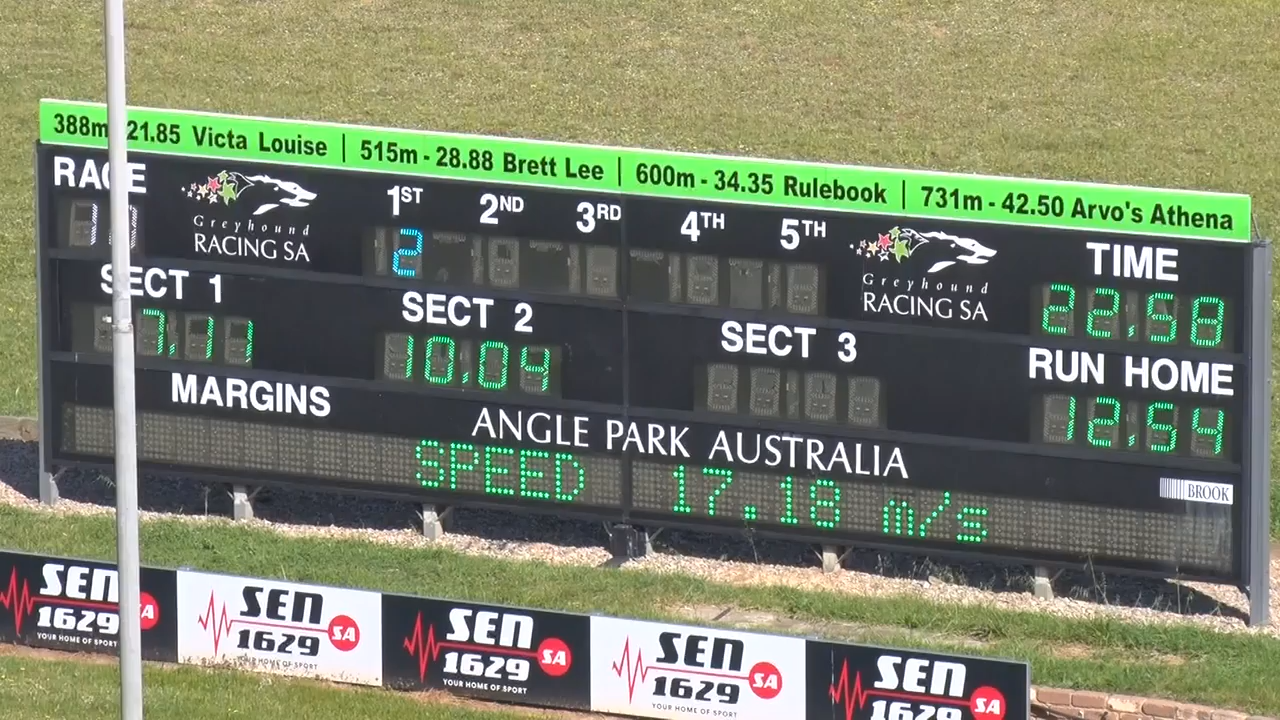 388m 21.85 Victa Louise | 515m - 28.88 Brett Lee | 600m - 34.35 Rulebook | 731m - 42.50 Arvo's Athena
RACE
Greyhound
RACING SA
1ST 2ND 3RD 4TH 5TH
2
Greyhound
RACING SA
TIME
22.58
SECT 1
7.11
SECT 2
10.04
SECT 3
RUN HOME
12.54
MARGINS
ANGLE PARK AUSTRALIA
SPEED 17.18 m/s
BROOK
SEN
1629
SA
YOUR HOME OF SPORT
SEN
1629
SA
YOUR HOME OF SPORT
SEN
1629
SA
YOUR HOME OF SPORT
SEN
1629
SA
YOUR HOME OF SPORT
SEN
1629
SA